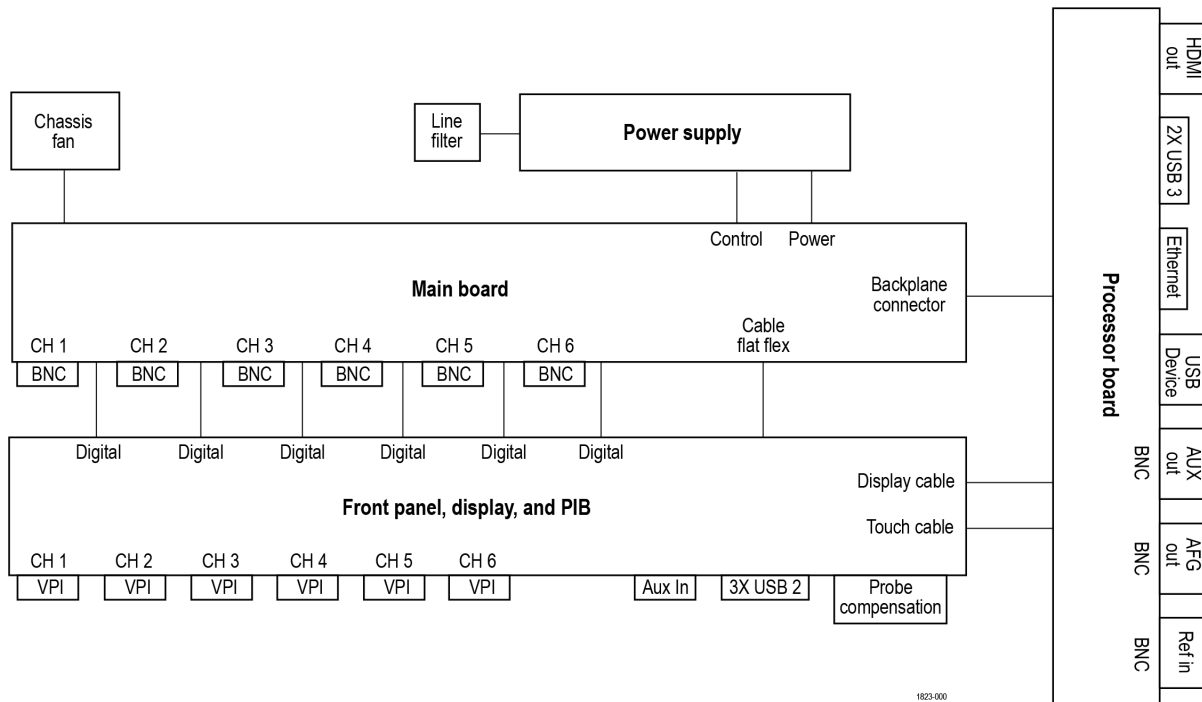 Chassis
fan
Line
filter
Power supply
Control Power
Main board
Backplane
connector
Cable
flat flex
CH 1 CH 2 CH 3 CH 4 CH 5 CH 6
BNC BNC BNC BNC BNC BNC
Digital Digital Digital Digital Digital Digital
Display cable
Front panel, display, and PIB
Touch cable
CH 1 CH 2 CH 3 CH 4 CH 5 CH 6
VPI VPI VPI VPI VPI VPI
Aux In 3X USB 2 Probe
compensation
Processor board
HDMI
out
2X USB 3
Ethernet
USB
Device
AUX
out
BNC
AFG
out
BNC
Ref in
BNC
1823-000